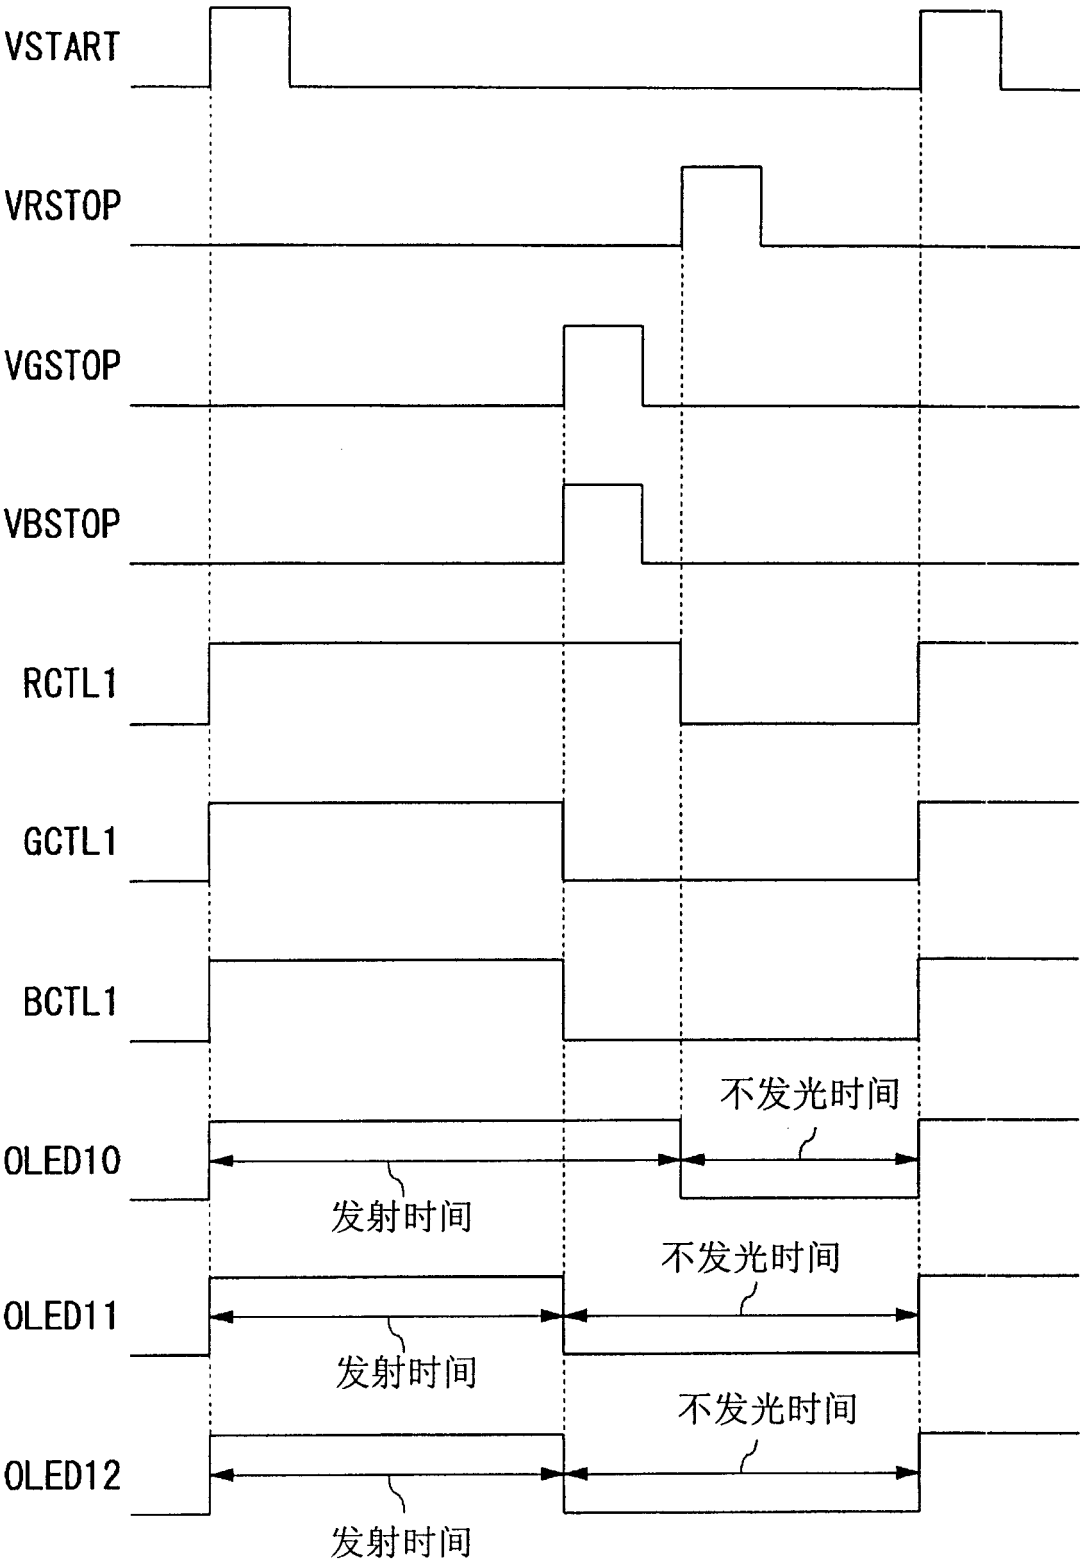 VSTART
VRSTOP
VGSTOP
VBSTOP
RCTL1
GCTL1
BCTL1
不发光时间
OLED10
发射时间
不发光时间
OLED11
发射时间
不发光时间
OLED12
发射时间